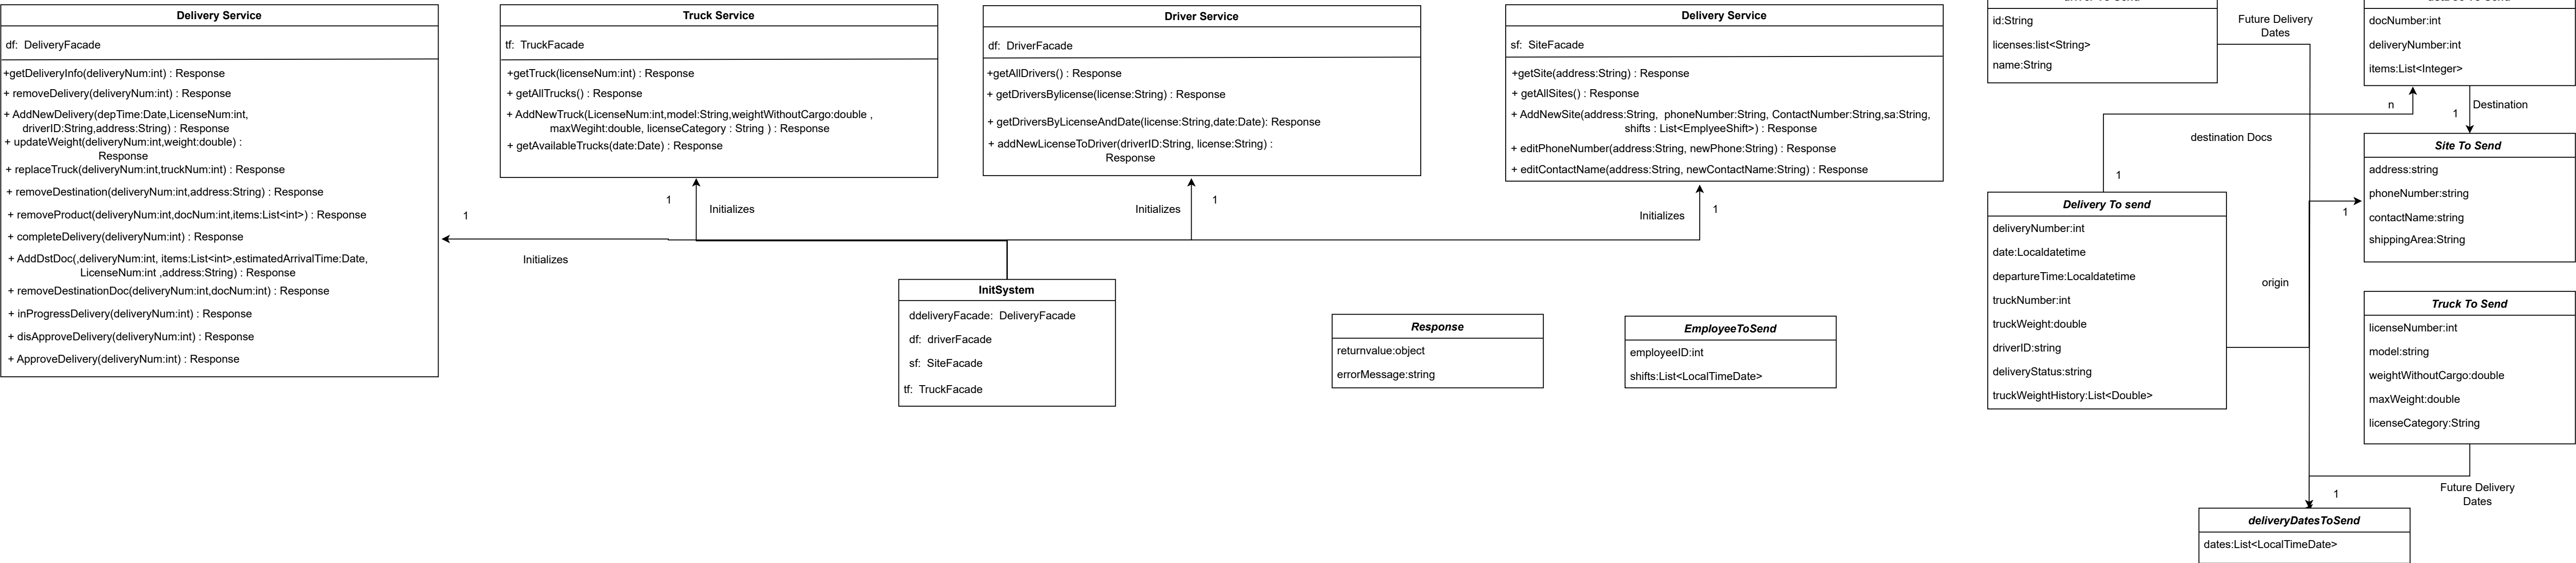 Delivery Service
df:  DeliveryFacade
+getDeliveryInfo(deliveryNum:int) : Response
+ removeDelivery(deliveryNum:int) : Response
+ AddNewDelivery(depTime:Date,LicenseNum:int,
driverID:String,address:String) : Response
+ updateWeight(deliveryNum:int,weight:double) :
Response
+ replaceTruck(deliveryNum:int,truckNum:int) : Response
+ removeDestination(deliveryNum:int,address:String) : Response
+ removeProduct(deliveryNum:int,docNum:int,items:List<int>) : Response
+ completeDelivery(deliveryNum:int) : Response
+ AddDstDoc(,deliveryNum:int, items:List<int>,estimatedArrivalTime:Date,
LicenseNum:int ,address:String) : Response
+ removeDestinationDoc(deliveryNum:int,docNum:int) : Response
+ inProgressDelivery(deliveryNum:int) : Response
+ disApproveDelivery(deliveryNum:int) : Response
+ ApproveDelivery(deliveryNum:int) : Response
1
Initializes
Truck Service
tf:  TruckFacade
+getTruck(licenseNum:int) : Response
+ getAllTrucks() : Response
+ AddNewTruck(LicenseNum:int,model:String,weightWithoutCargo:double ,
maxWegiht:double, licenseCategory : String ) : Response
+ getAvailableTrucks(date:Date) : Response
1
Initializes
Driver Service
df:  DriverFacade
+getAllDrivers() : Response
+ getDriversBylicense(license:String) : Response
+ getDriversByLicenseAndDate(license:String,date:Date): Response
+ addNewLicenseToDriver(driverID:String, license:String) :
Response
Initializes
1
Delivery Service
sf:  SiteFacade
+getSite(address:String) : Response
+ getAllSites() : Response
+ AddNewSite(address:String,  phoneNumber:String, ContactNumber:String,sa:String,
shifts : List<EmplyeeShift>) : Response
+ editPhoneNumber(address:String, newPhone:String) : Response
+ editContactName(address:String, newContactName:String) : Response
Initializes
1
InitSystem
ddeliveryFacade:  DeliveryFacade
df:  driverFacade
sf:  SiteFacade
tf:  TruckFacade
Response
returnvalue:object
errorMessage:string
EmployeeToSend
employeeID:int
shifts:List<LocalTimeDate>
id:String
licenses:list<String>
name:String
Future Delivery
Dates
docNumber:int
deliveryNumber:int
items:List<Integer>
n
1
Destination
destination Docs
1
Site To Send
address:string
phoneNumber:string
contactName:string
shippingArea:String
1
Delivery To send
deliveryNumber:int
date:Localdatetime
departureTime:Localdatetime
truckNumber:int
truckWeight:double
driverID:string
deliveryStatus:string
truckWeightHistory:List<Double>
origin
Truck To Send
licenseNumber:int
model:string
weightWithoutCargo:double
maxWeight:double
licenseCategory:String
Future Delivery
Dates
1
deliveryDatesToSend
dates:List<LocalTimeDate>